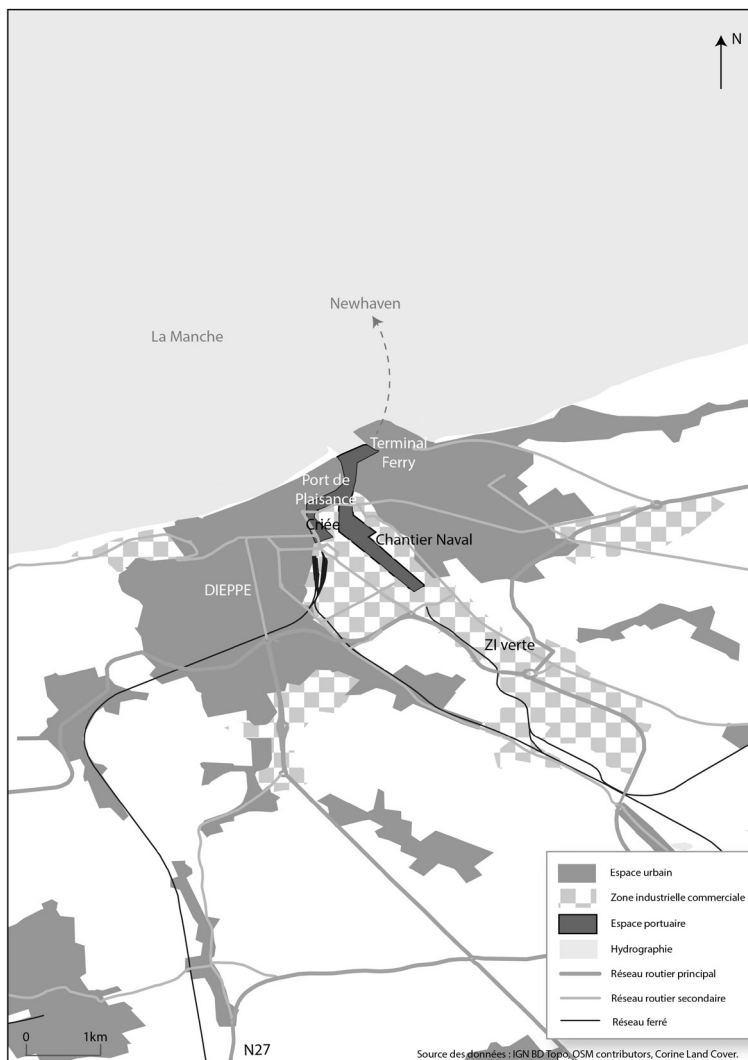 N
Newhaven
La Manche
Terminal
Ferry
Port de
Plaisance
Criée
Chantier Naval
DIEPPE
ZI verte
Espace urbain
Zone industrielle commerciale
Espace portuaire
Hydrographie
Réseau routier principal
Réseau routier secondaire
Réseau ferré
0 1km
N27
Source des données : IGN BD Topo, OSM contributors, Corine Land Cover.